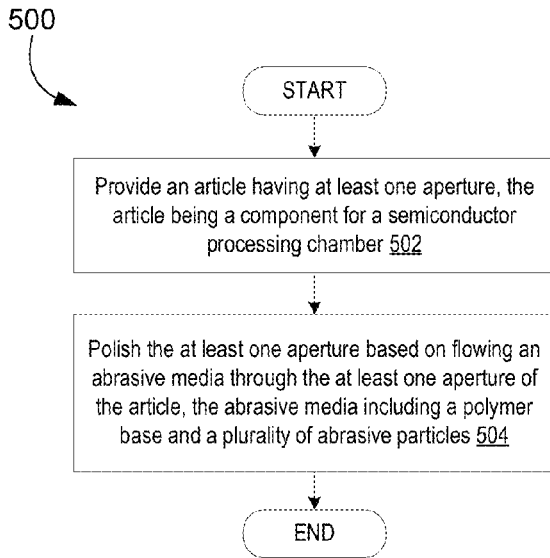 500
START
Provide an article having at least one aperture, the
article being a component for a semiconductor
processing chamber 502
Polish the at least one aperture based on flowing an
abrasive media through the at least one aperture of
the article, the abrasive media including a polymer
base and a plurality of abrasive particles 504
END